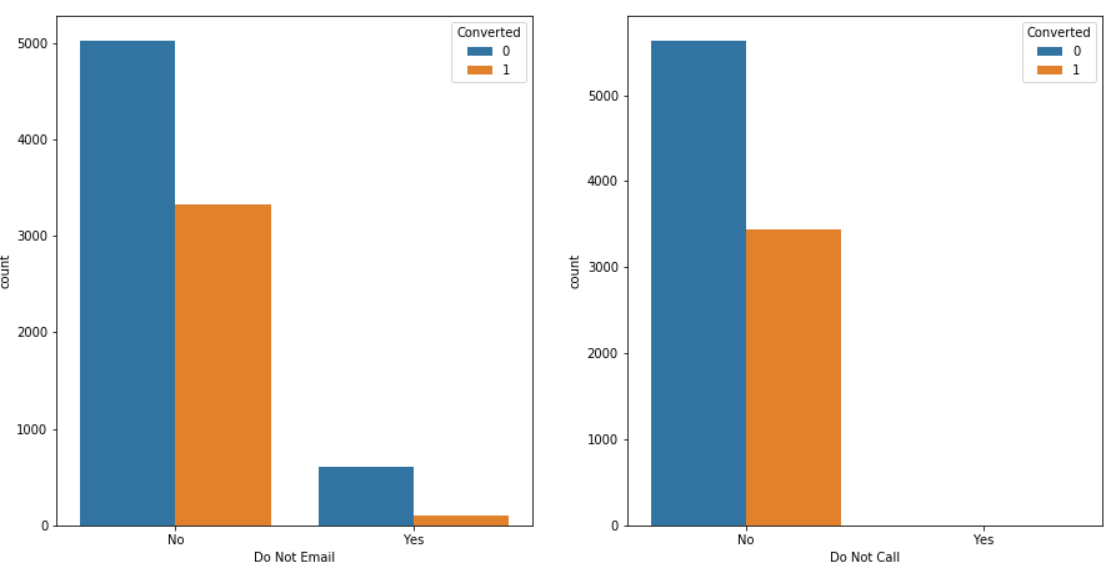 Converted
0
1
5000
4000
3000
2000
1000
0
count
No
Yes
Do Not Email
Converted
0
1
5000
4000
3000
2000
1000
0
count
No
Yes
Do Not Call